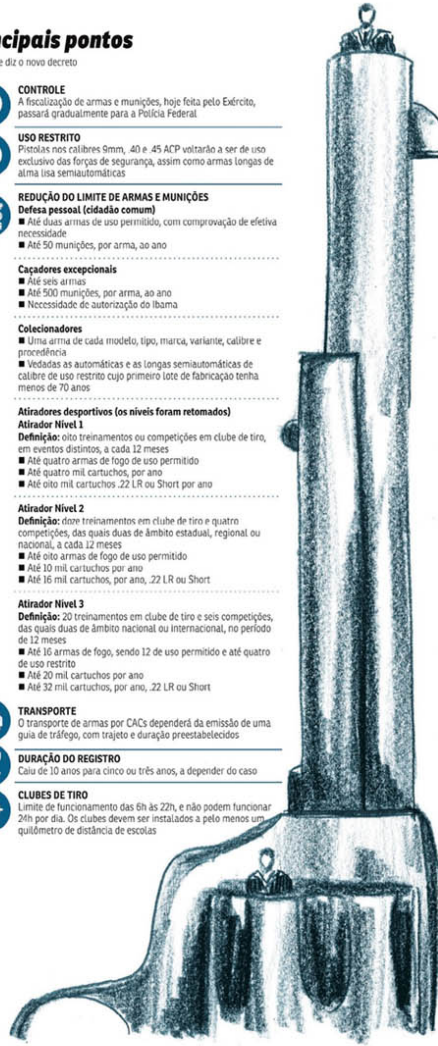 cipais pontos
e diz o novo decreto
CONTROLE
A fiscalização de armas e munições, hoje feita pelo Exército,
passará gradualmente para a Polícia Federal
USO RESTRITO
Pistolas nos calibres 9mm, .40 e .45 ACP voltarão a ser de uso
exclusivo das forças de segurança, assim como armas longas de
alma lisa semiautomáticas
REDUÇÃO DO LIMITE DE ARMAS E MUNIÇÕES
Defesa pessoal (cidadão comum)
■ Até duas armas de uso permitido, com comprovação de efetiva
necessidade
■ Até 50 munições, por arma, ao ano
Caçadores excepcionais
■ Até seis armas
■ Até 500 munições, por arma, ao ano
■ Necessidade de autorização do Ibama
Colecionadores
■ Uma arma de cada modelo, tipo, marca, variante, calibre e
procedência
■ Vedadas as automáticas e as longas semiautomáticas de
calibre de uso restrito cujo primeiro lote de fabricação tenha
menos de 70 anos
Atiradores desportivos (os níveis foram retomados)
Atirador Nível 1
Definição: oito treinamentos ou competições em clube de tiro,
em eventos distintos, a cada 12 meses
■ Até quatro armas de fogo de uso permitido
■ Até quatro mil cartuchos, por ano
■ Até oito mil cartuchos .22 LR ou Short por ano
Atirador Nível 2
Definição: doze treinamentos em clube de tiro e quatro
competições, das quais duas de âmbito estadual, regional ou
nacional, a cada 12 meses
■ Até oito armas de fogo de uso permitido
■ Até 10 mil cartuchos por ano
■ Até 16 mil cartuchos, por ano, .22 LR ou Short
Atirador Nível 3
Definição: 20 treinamentos em clube de tiro e seis competições,
das quais duas de âmbito nacional ou internacional, no período
de 12 meses
■ Até 16 armas de fogo, sendo 12 de uso permitido e até quatro
de uso restrito
■ Até 20 mil cartuchos por ano
■ Até 32 mil cartuchos, por ano, .22 LR ou Short
TRANSPORTE
O transporte de armas por CACs dependerá da emissão de uma
guia de tráfego, com trajeto e duração preestabelecidos
DURAÇÃO DO REGISTRO
Caiu de 10 anos para cinco ou três anos, a depender do caso
CLUBES DE TIRO
Limite de funcionamento das 6h às 22h, e não podem funcionar
24h por dia. Os clubes devem ser instalados a pelo menos um
quilômetro de distância de escolas